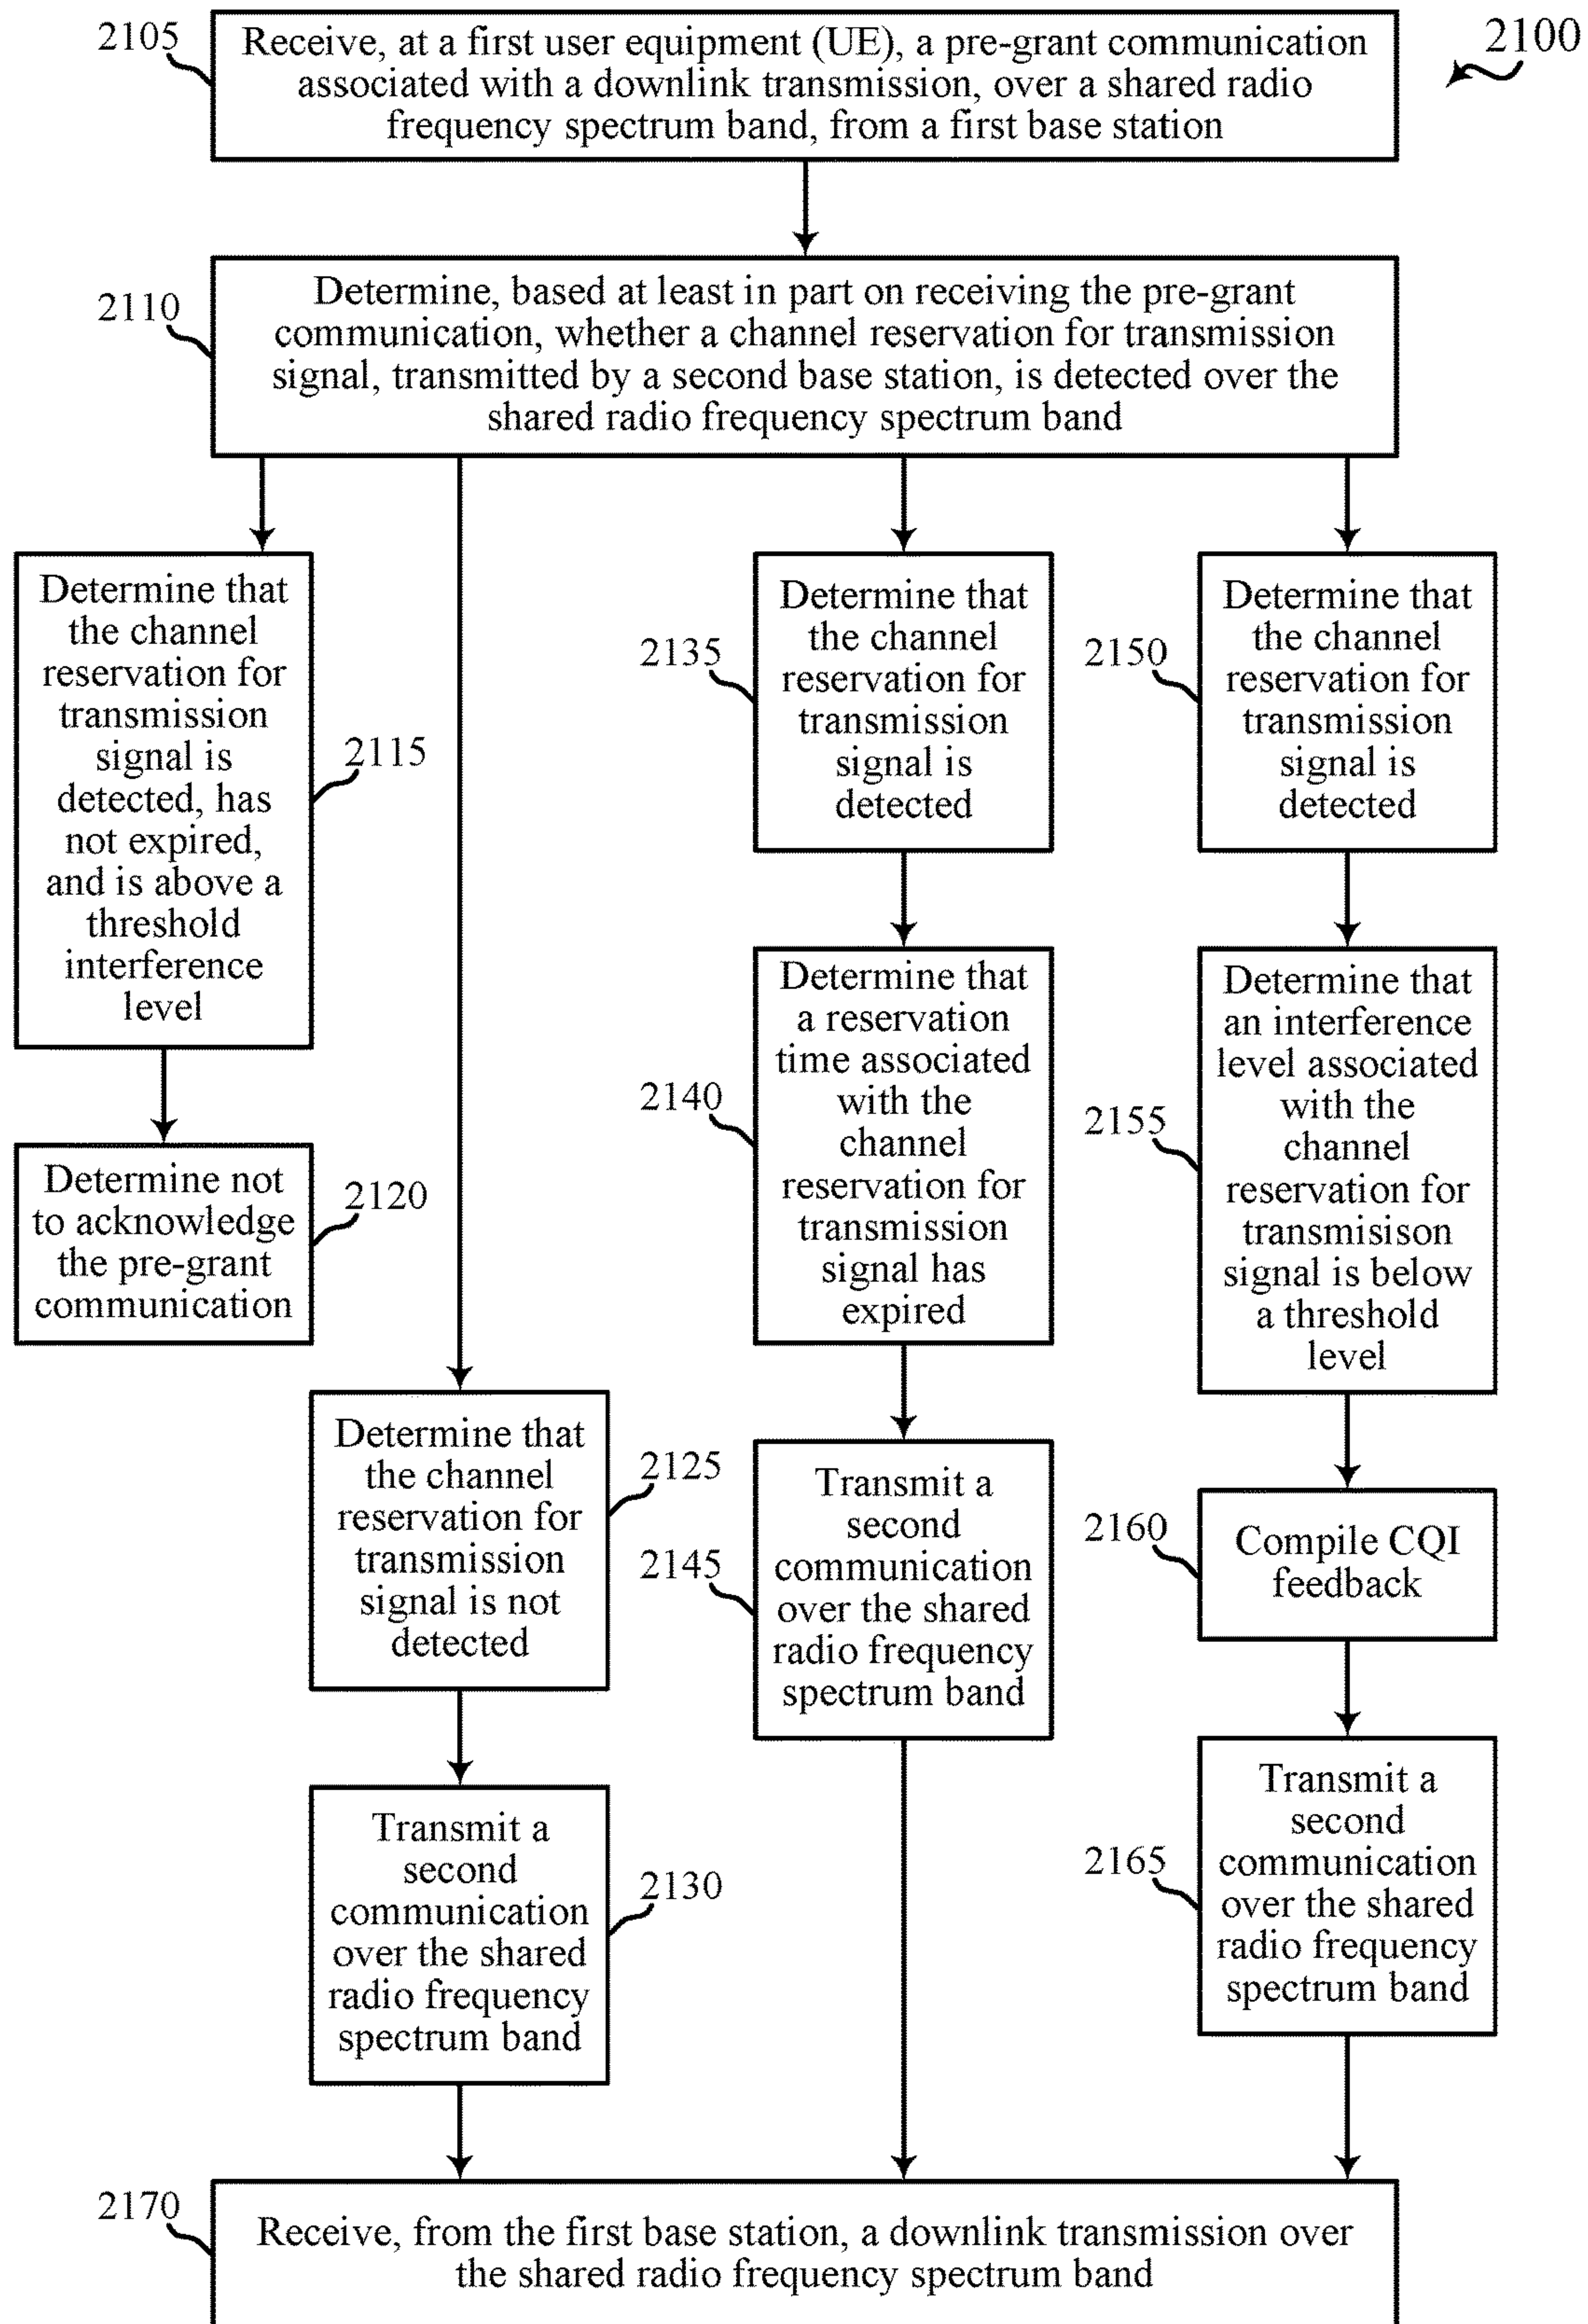 2100
2105
Receive, at a first user equipment (UE), a pre-grant communication
associated with a downlink transmission, over a shared radio
frequency spectrum band, from a first base station
2110
Determine, based at least in part on receiving the pre-grant
communication, whether a channel reservation for transmission
signal, transmitted by a second base station, is detected over the
shared radio frequency spectrum band
Determine that
the channel
reservation for
transmission
signal is
detected, has
not expired,
and is above a
threshold
interference
level
2115
Determine not
to acknowledge
the pre-grant
communication
2120
Determine that
the channel
reservation for
transmission
signal is not
detected
2125
Transmit a
second
communication
over the shared
radio frequency
spectrum band
2130
2135
Determine that
the channel
reservation for
transmission
signal is
detected
2140
Determine that
a reservation
time associated
with the
channel
reservation for
transmission
signal has
expired
2145
Transmit a
second
communication
over the shared
radio frequency
spectrum band
2150
Determine that
the channel
reservation for
transmission
signal is
detected
2155
Determine that
an interference
level associated
with the
channel
reservation for
transmisison
signal is below
a threshold
level
2160
Compile CQI
feedback
2165
Transmit a
second
communication
over the shared
radio frequency
spectrum band
2170
Receive, from the first base station, a downlink transmission over
the shared radio frequency spectrum band